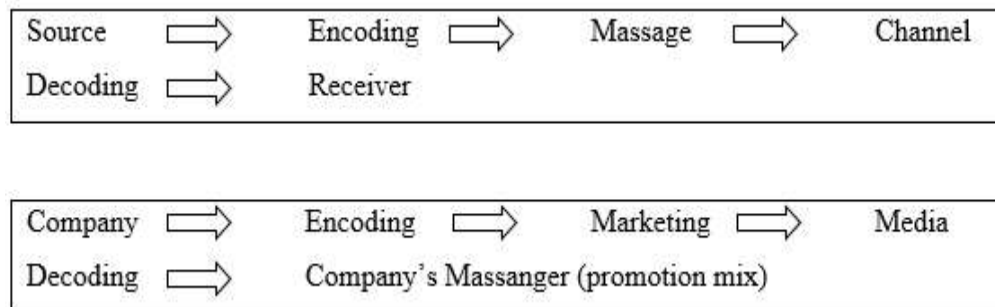 Source Encoding Massage Channel
Decoding Receiver
Company Encoding Marketing Media
Decoding Company’s Massanger (promotion mix)